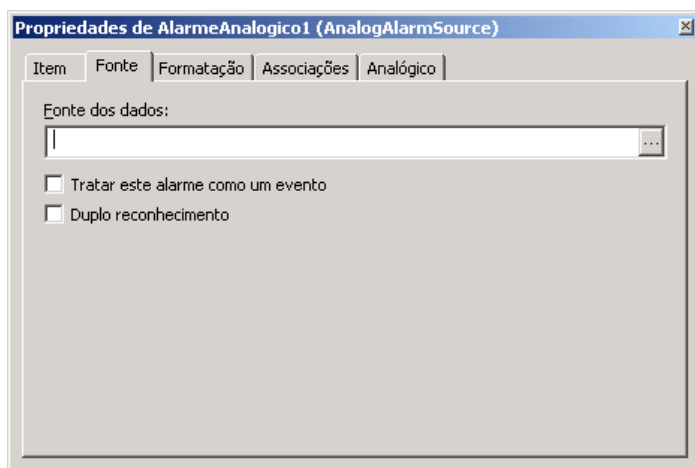 Propriedades de AlarmeAnalogico1 (AnalogAlarmSource)
Item Fonte Formatação Associações Analógico
Fonte dos dados:
...
Tratar este alarme como um evento
Duplo reconhecimento